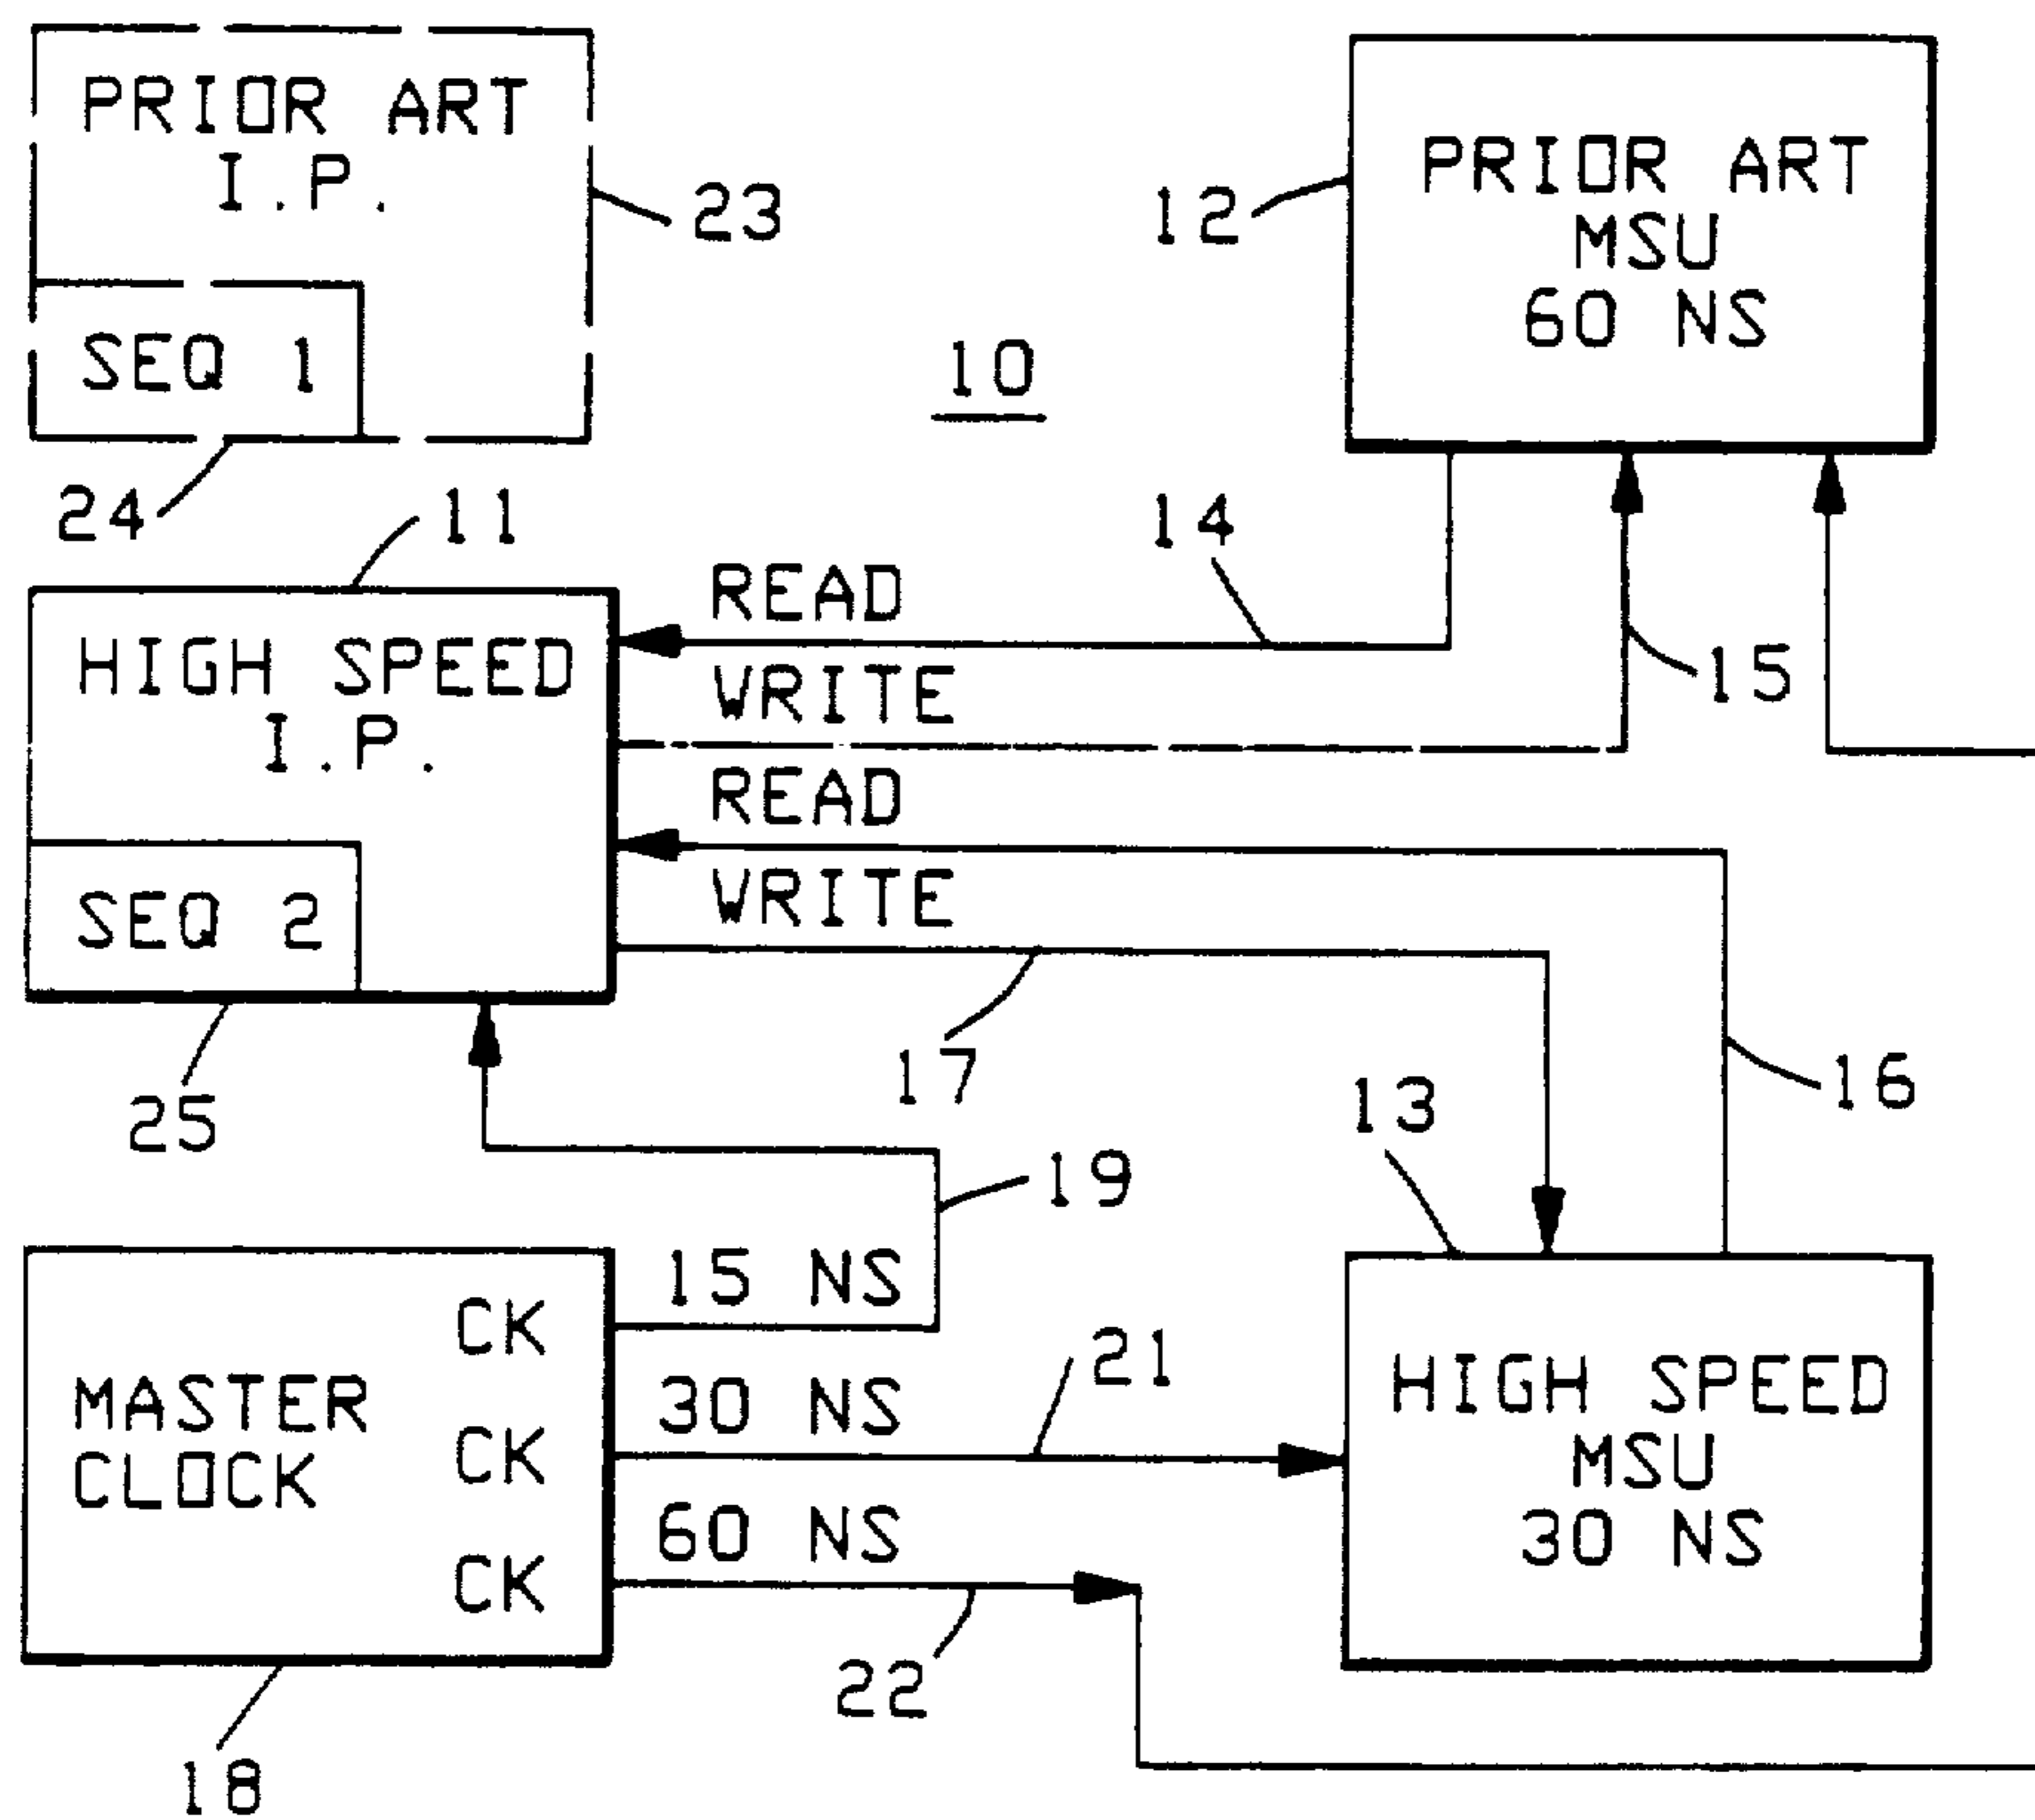 PRIOR ART
I.P.
SEQ 1
23
24
10
12
PRIOR ART
MSU
60 NS
11
HIGH SPEED
I.P.
SEQ 2
25
READ
14
WRITE
15
READ
WRITE
17
16
13
19
MASTER
CLOCK
CK
CK
CK
18
15 NS
30 NS
21
60 NS
22
HIGH SPEED
MSU
30 NS